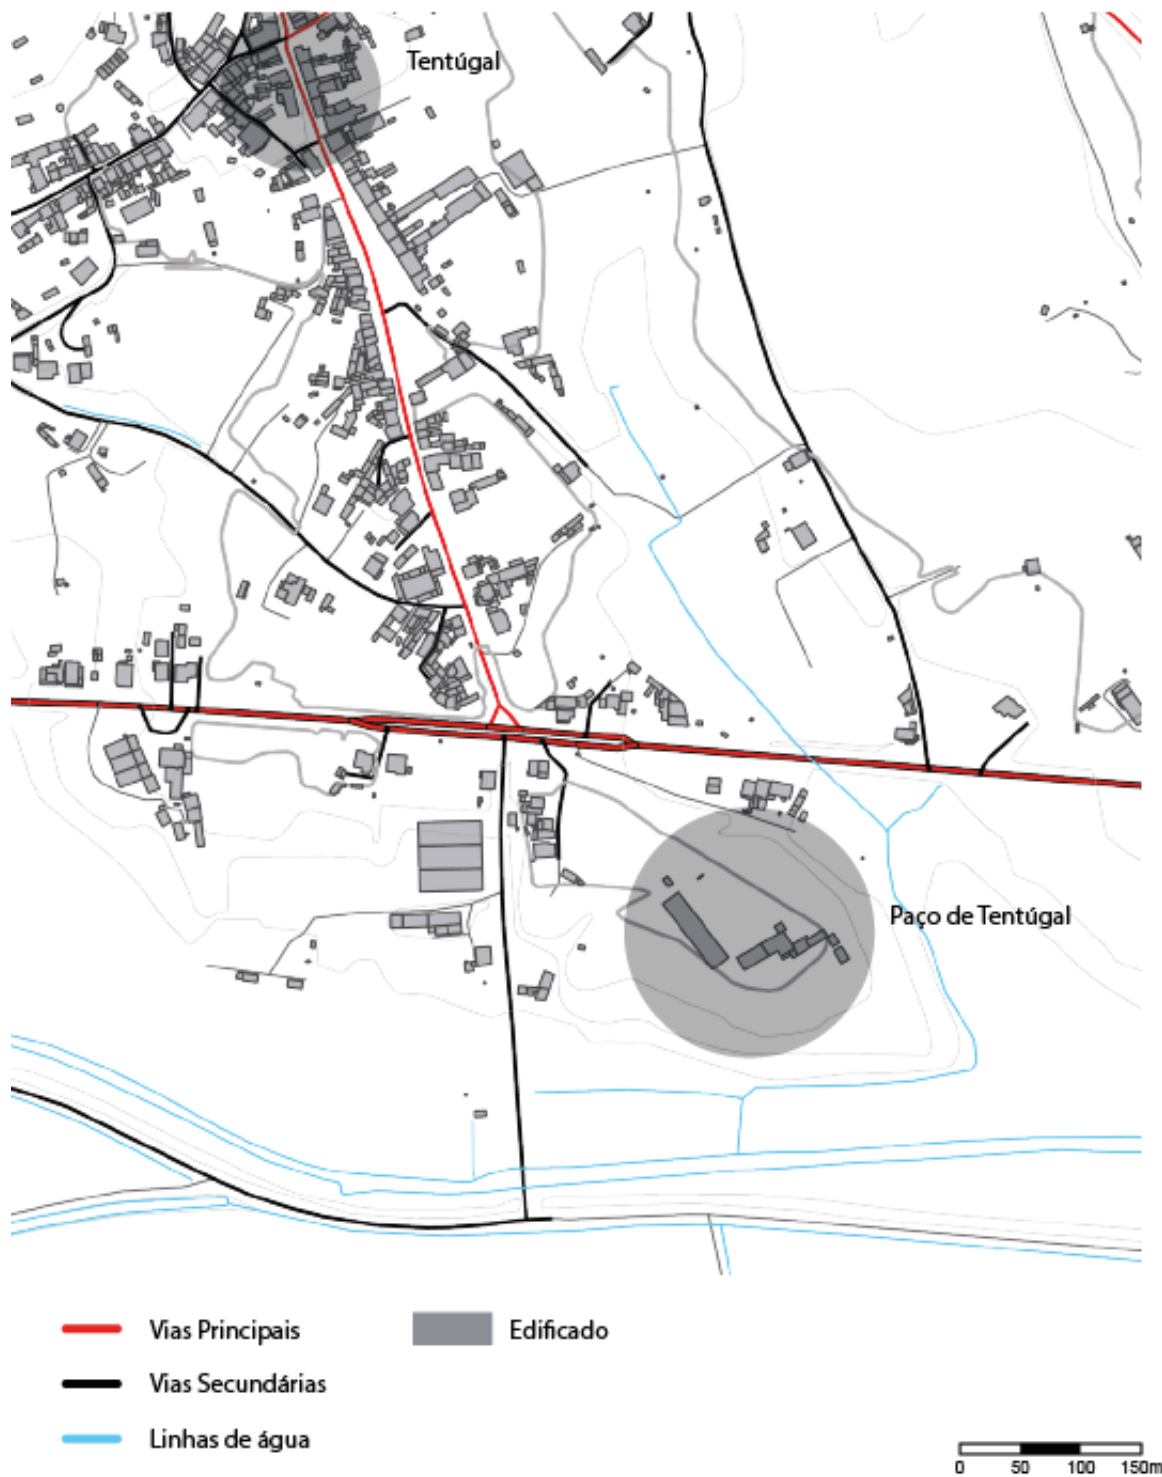 Tentúgal
Paço de Tentúgal
Vias Principais
Edificado
Vias Secundárias
Linhas de água
0 50 100 150m